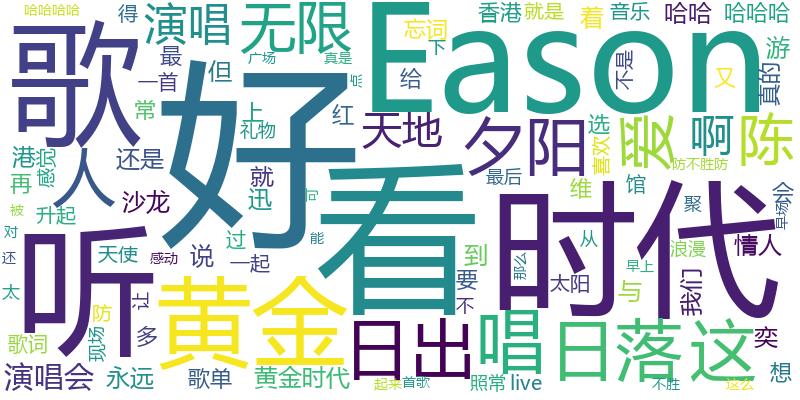 哈哈哈哈 得 演唱 无限 Eason 香港 就是 着 音乐 哈哈 哈哈哈
歌 最 广场 真是 忘词 下 不是 真的 游
一首 但 给 又
常 上 红 天地 夕阳 选 喜欢 爱 啊 陈
礼物
港 感觉 人 还是 好 看 最后 防不胜防
再 就 维 馆 会
升起 沙龙 迅 时代 聚 早场
被 向
对 听 天使 过 说 到 从 浪漫 情人
还 感动 一起 能 那么 早上
太 让 要 太阳 与 我们
防 黄金 不
歌词 现场 多 日出 唱 日落 这 奕
演唱会 永远 歌单 黄金时代 起来 首歌 照常 live 不胜 这么 想